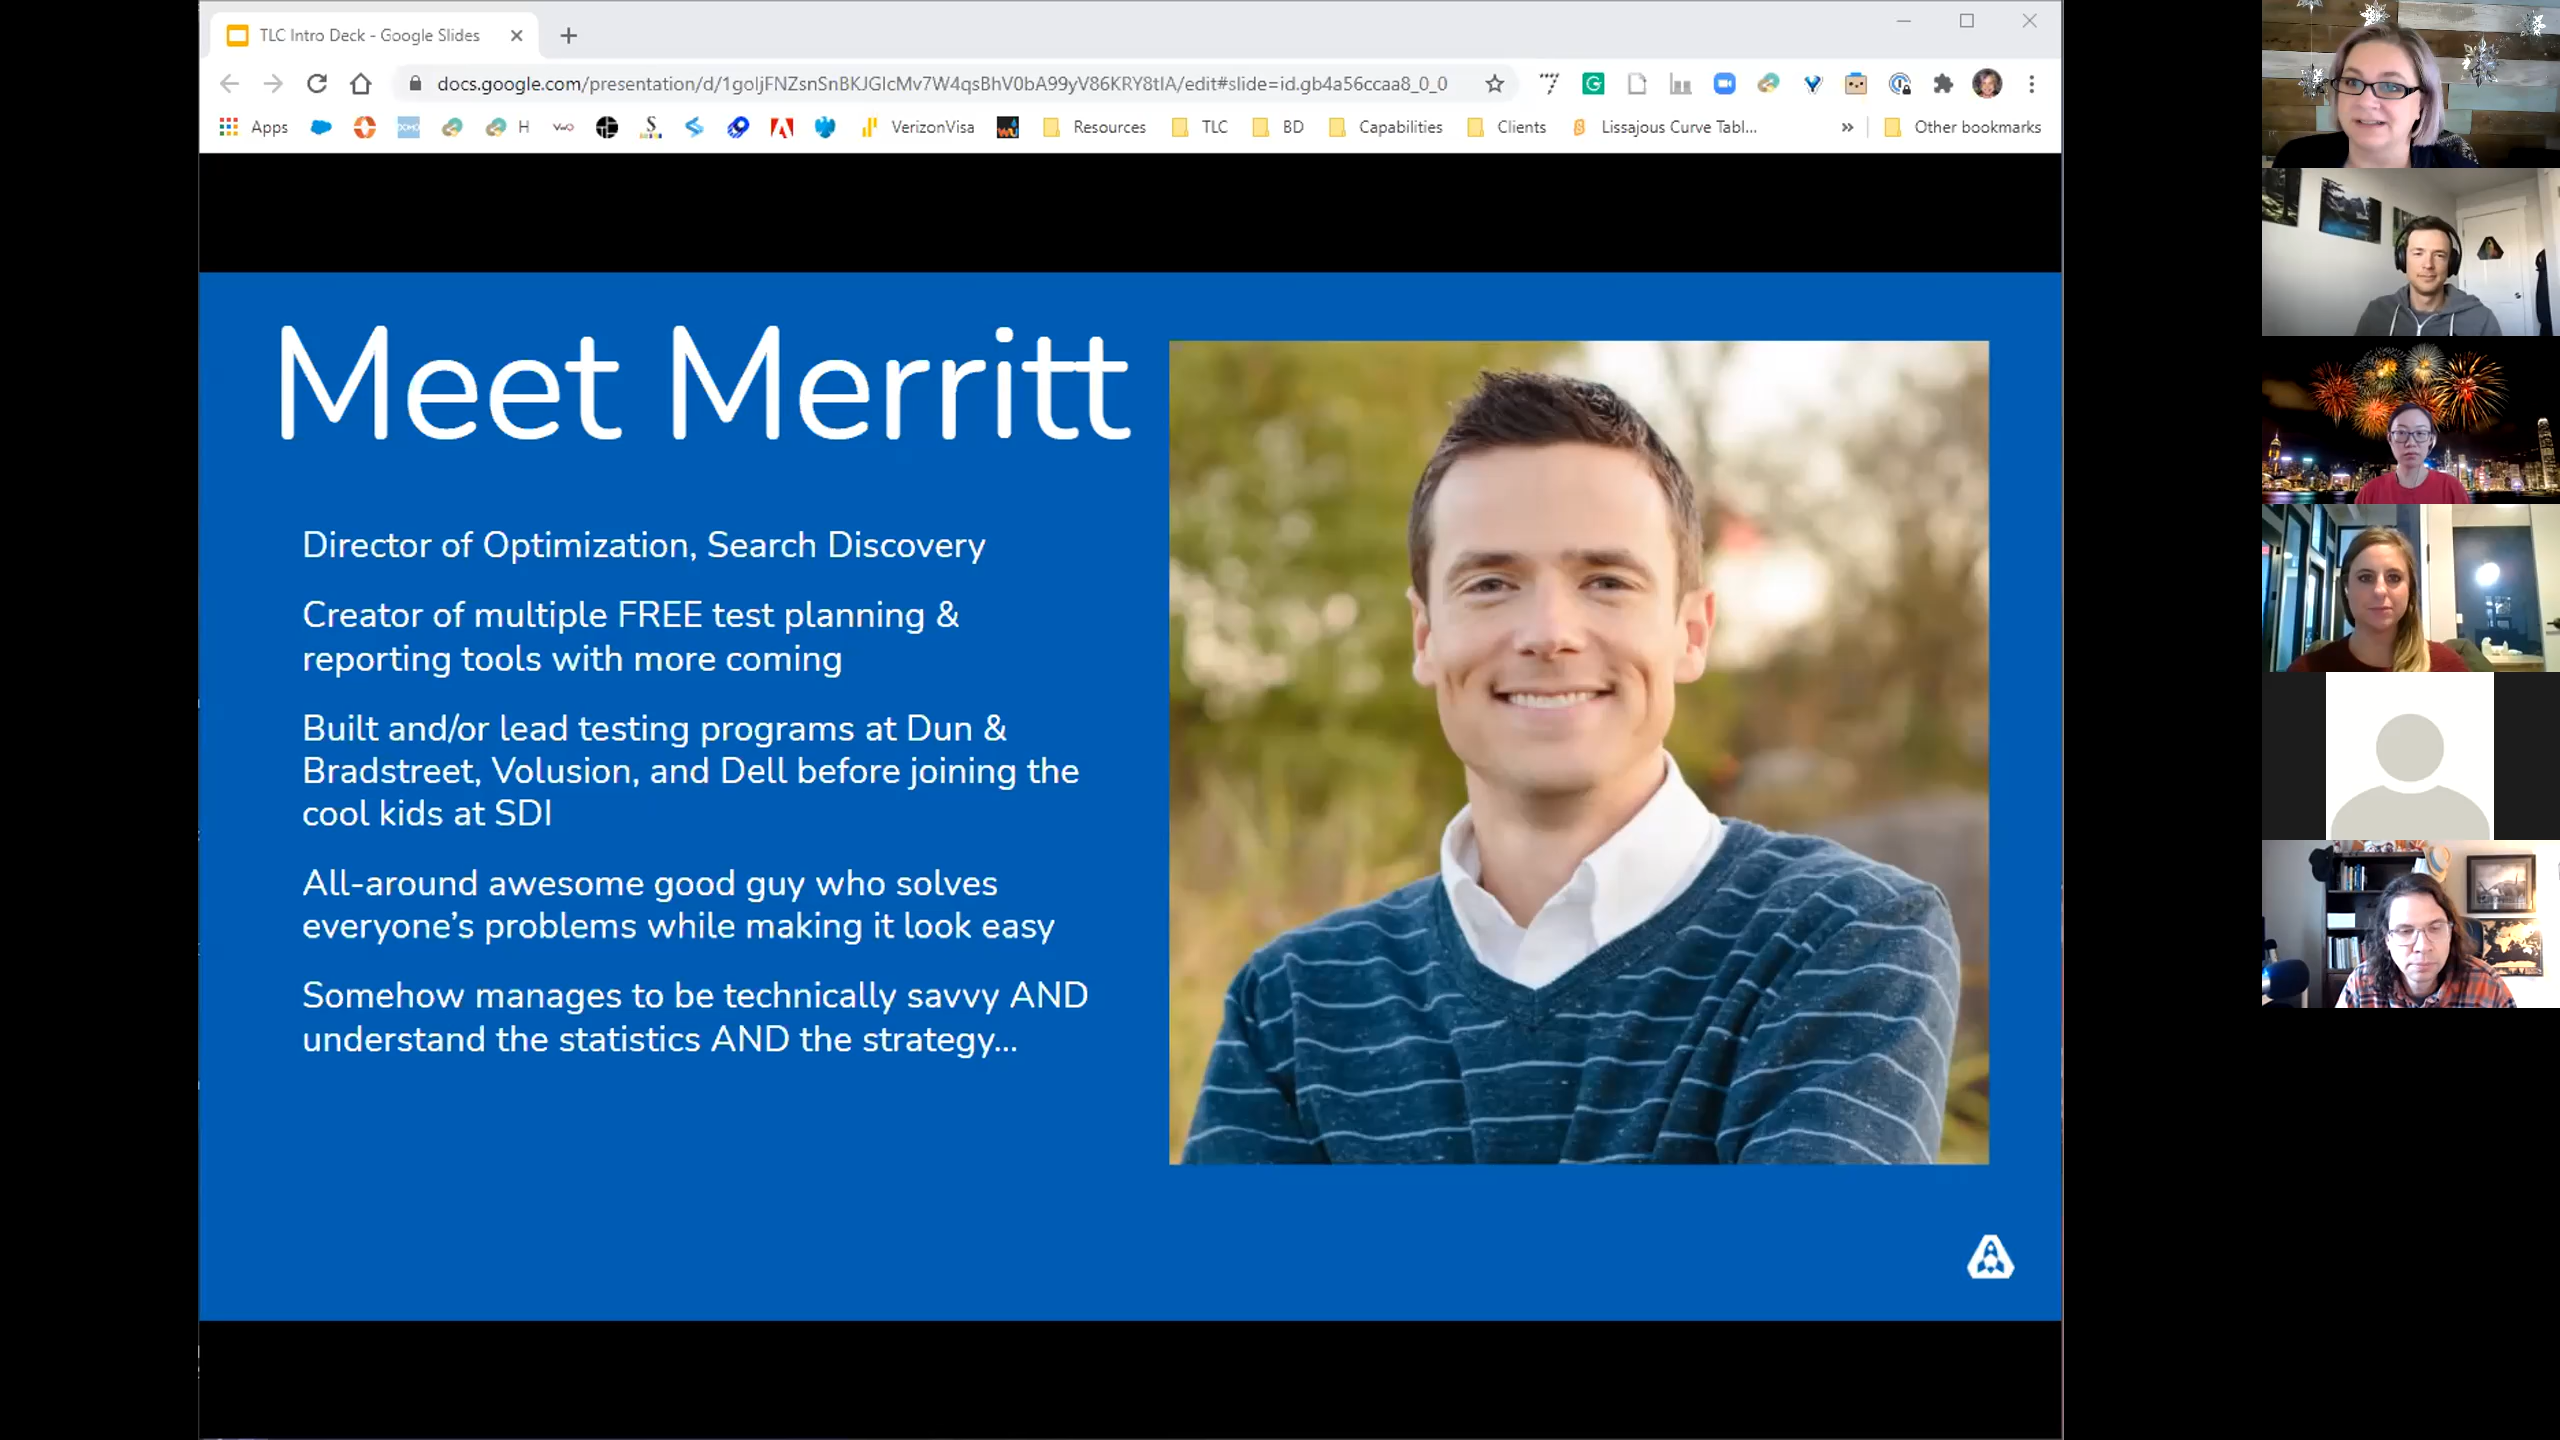 TLC Intro Deck - Google Slides
docs.google.com/presentation/d/1goljFNZsnSnBKJGlcMv7W4qsBhV0bA99yV86KRY8tlA/edit#slide=id.gb4a56ccaa8_0_0
Apps H VerizonVisa Resources TLC BD Capabilities Clients Lissajous Curve Tabl... » Other bookmarks
Meet Merritt
Director of Optimization, Search Discovery
Creator of multiple FREE test planning &
reporting tools with more coming
Built and/or lead testing programs at Dun &
Bradstreet, Volusion, and Dell before joining the
cool kids at SDI
All-around awesome good guy who solves
everyone’s problems while making it look easy
Somehow manages to be technically savvy AND
understand the statistics AND the strategy...